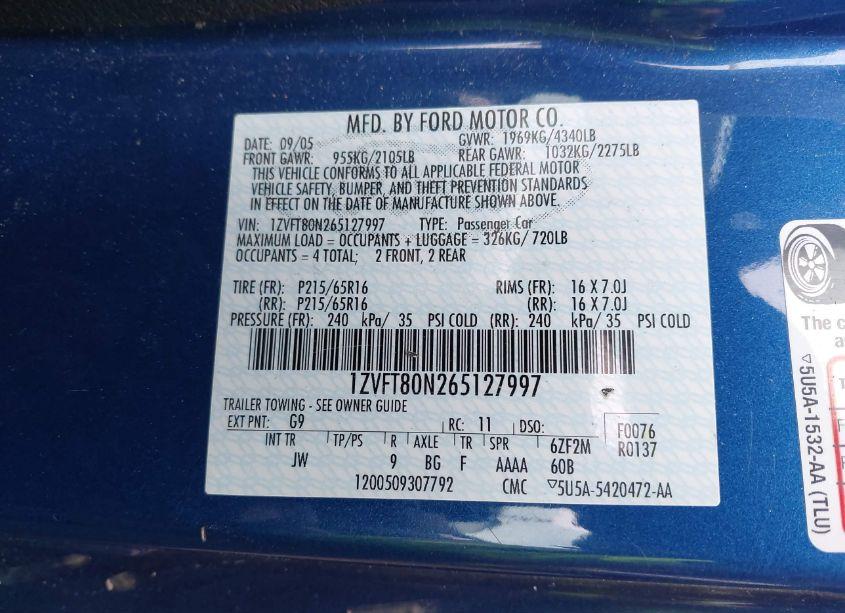 MFD. BY FORD MOTOR CO.
DATE: 09/05 GVWR: 1969KG/4340LB
FRONT GAWR: 955KG/2105LB REAR GAWR: 1032KG/2275LB
THIS VEHICLE CONFORMS TO ALL APPLICABLE FEDERAL MOTOR
VEHICLE SAFETY, BUMPER, AND THEFT PREVENTION STANDARDS
IN EFFECT ON THE DATE OF MANUFACTURE SHOWN ABOVE.
VIN: 1ZVFT80N265127997 TYPE: Passenger Car
MAXIMUM LOAD = OCCUPANTS + LUGGAGE = 326KG/ 720LB
OCCUPANTS = 4 TOTAL; 2 FRONT, 2 REAR
TIRE (FR): P215/65R16 RIMS (FR): 16 X 7.0J
(RR): P215/65R16 (RR): 16 X 7.0J
PRESSURE (FR): 240 kPa/ 35 PSI COLD (RR): 240 kPa/ 35 PSI COLD
1ZVFT80N265127997
TRAILER TOWING - SEE OWNER GUIDE
EXT PNT: G9 RC: 11 DSO: F0076
INT TR TP/PS R AXLE TR SPR 6ZF2M R0137
JW 9 BG F AAAA 60B
1200509307792 CMC ▽5U5A-5420472-AA
The c
▽5U5A-1532-AA (TLU)